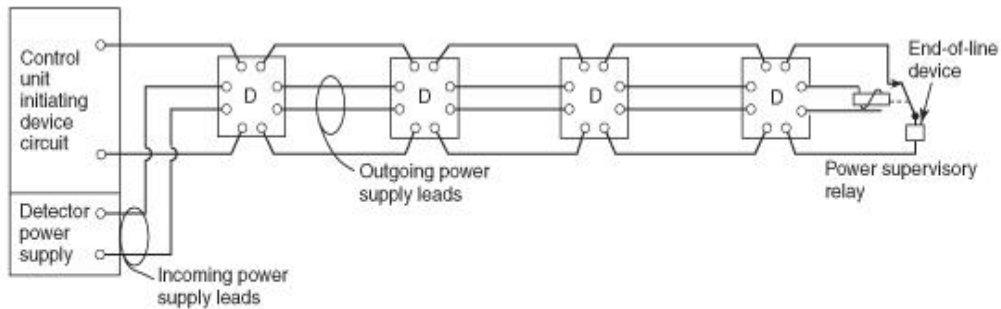 Control
unit
initiating
device
circuit
Detector
power
supply
D
D
D
D
End-of-line
device
Outgoing power
supply leads
Power supervisory
relay
Incoming power
supply leads